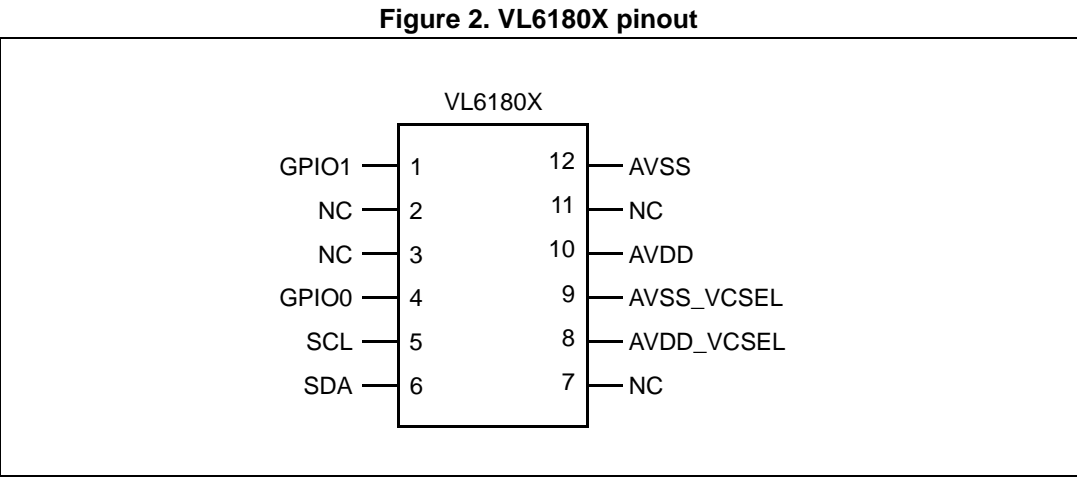 Figure 2. VL6180X pinout
VL6180X
GPIO1 1 12 AVSS
NC 2 11 NC
NC 3 10 AVDD
GPIO0 4 9 AVSS_VCSEL
SCL 5 8 AVDD_VCSEL
SDA 6 7 NC